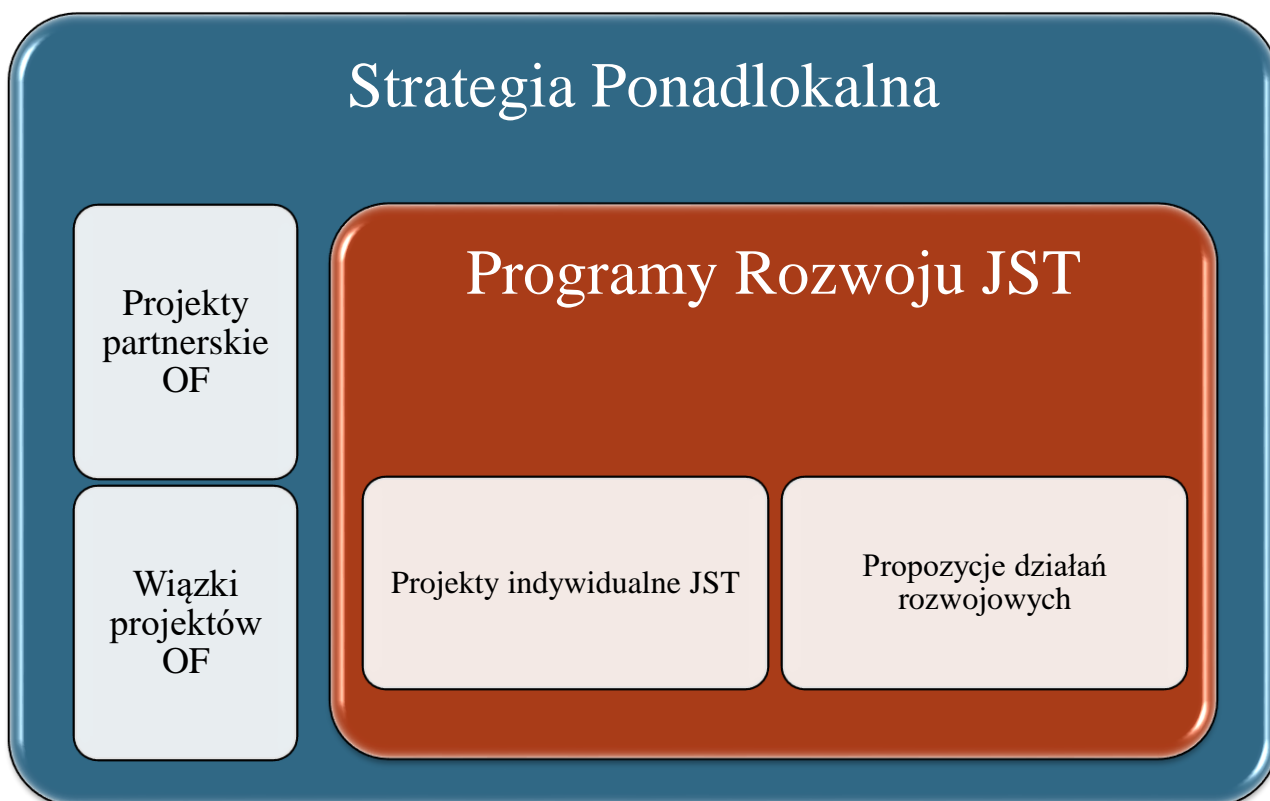 Strategia Ponadlokalna
Projekty
partnerskie
OF
Wiązki
projektów
OF
Programy Rozwoju JST
Projekty indywidualne JST
Propozycje działań
rozwojowych